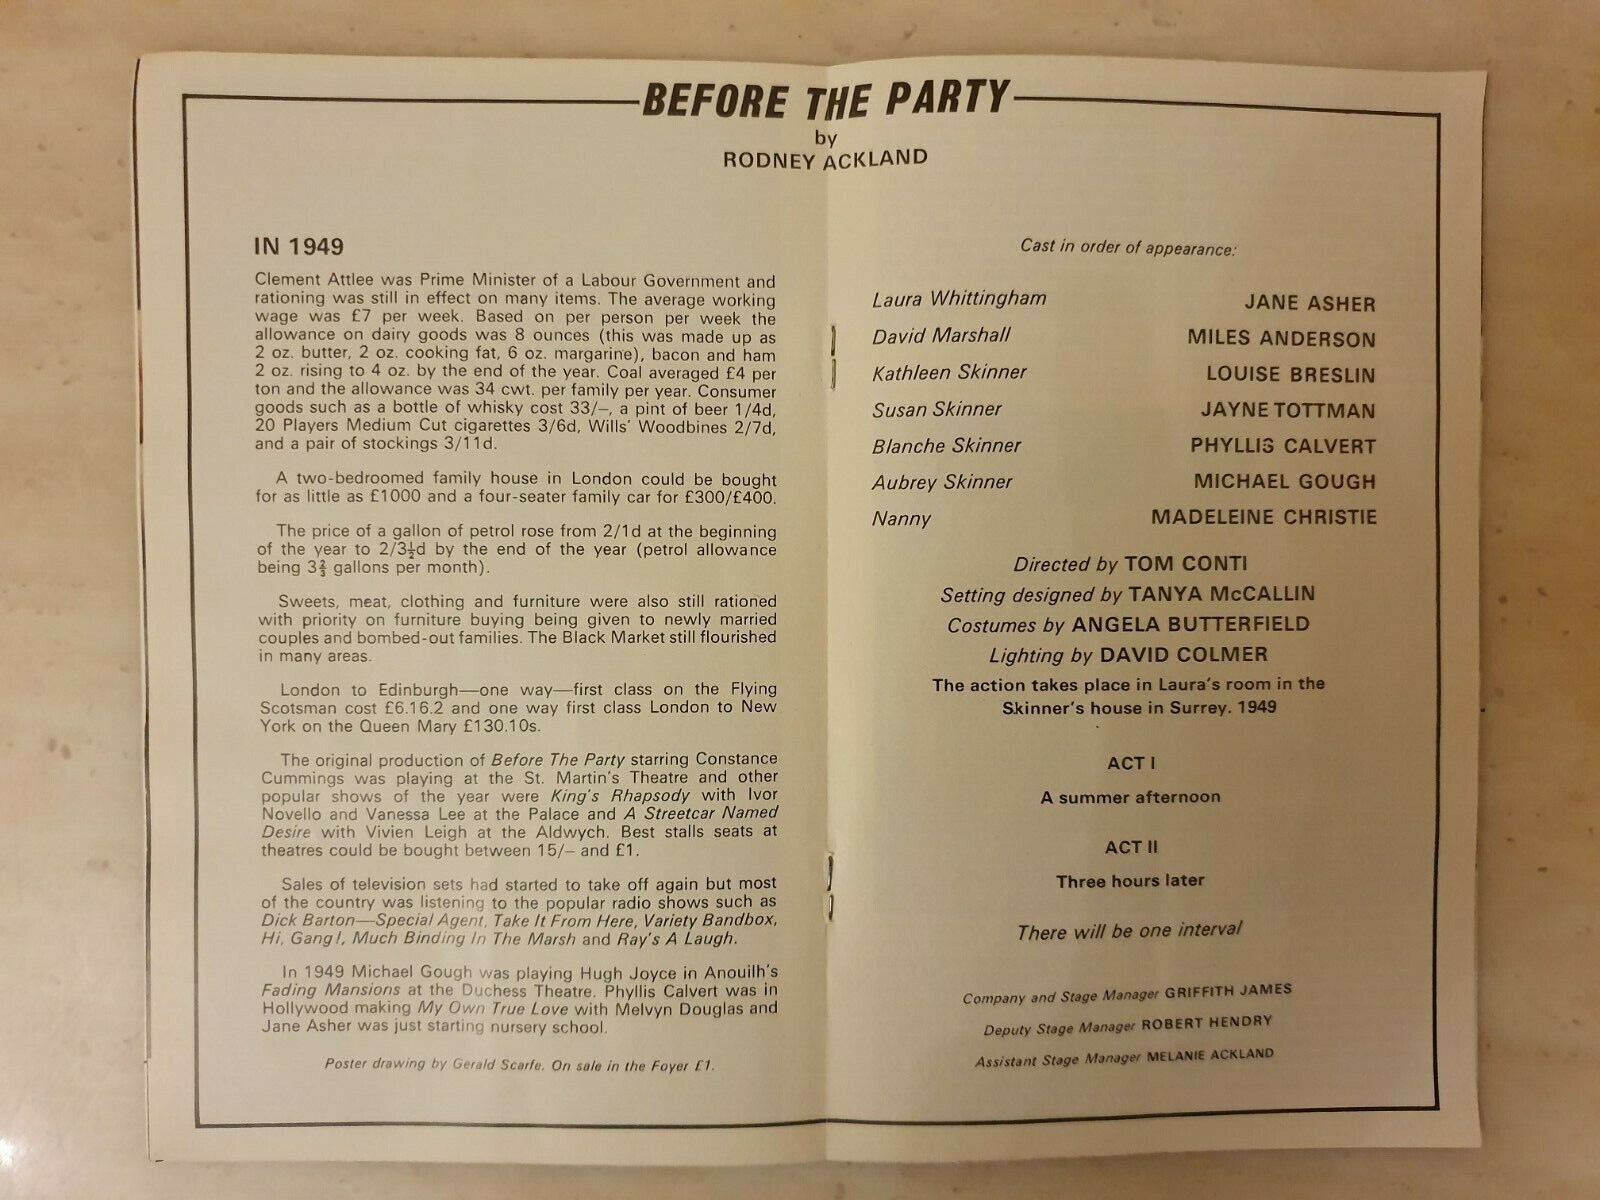 BEFORE THE PARTY
by
RODNEY ACKLAND
IN 1949
Clement Attlee was Prime Minister of a Labour Government and
rationing was still in effect on many items. The average working
wage was £7 per week. Based on per person per week the
allowance on dairy goods was 8 ounces (this was made up as
2 oz. butter, 2 oz. cooking fat, 6 oz. margarine), bacon and ham
2 oz. rising to 4 oz. by the end of the year. Coal averaged £4 per
ton and the allowance was 34 cwt. per family per year. Consumer
goods such as a bottle of whisky cost 33/–, a pint of beer 1/4d,
20 Players Medium Cut cigarettes 3/6d, Wills' Woodbines 2/7d,
and a pair of stockings 3/11d.
A two-bedroomed family house in London could be bought
for as little as £1000 and a four-seater family car for £300/£400.
The price of a gallon of petrol rose from 2/1d at the beginning
of the year to 2/3½d by the end of the year (petrol allowance
being 3⅔ gallons per month).
Sweets, meat, clothing and furniture were also still rationed
with priority on furniture buying being given to newly married
couples and bombed-out families. The Black Market still flourished
in many areas.
London to Edinburgh—one way—first class on the Flying
Scotsman cost £6.16.2 and one way first class London to New
York on the Queen Mary £130.10s.
The original production of Before The Party starring Constance
Cummings was playing at the St. Martin's Theatre and other
popular shows of the year were King's Rhapsody with Ivor
Novello and Vanessa Lee at the Palace and A Streetcar Named
Desire with Vivien Leigh at the Aldwych. Best stalls seats at
theatres could be bought between 15/– and £1.
Sales of television sets had started to take off again but most
of the country was listening to the popular radio shows such as
Dick Barton—Special Agent, Take It From Here, Variety Bandbox,
Hi, Gang!, Much Binding In The Marsh and Ray's A Laugh.
In 1949 Michael Gough was playing Hugh Joyce in Anouilh's
Fading Mansions at the Duchess Theatre. Phyllis Calvert was in
Hollywood making My Own True Love with Melvyn Douglas and
Jane Asher was just starting nursery school.
Poster drawing by Gerald Scarfe. On sale in the Foyer £1.
Cast in order of appearance:
Laura Whittingham JANE ASHER
David Marshall MILES ANDERSON
Kathleen Skinner LOUISE BRESLIN
Susan Skinner JAYNE TOTTMAN
Blanche Skinner PHYLLIS CALVERT
Aubrey Skinner MICHAEL GOUGH
Nanny MADELEINE CHRISTIE
Directed by TOM CONTI
Setting designed by TANYA McCALLIN
Costumes by ANGELA BUTTERFIELD
Lighting by DAVID COLMER
The action takes place in Laura's room in the
Skinner's house in Surrey. 1949
ACT I
A summer afternoon
ACT II
Three hours later
There will be one interval
Company and Stage Manager GRIFFITH JAMES
Deputy Stage Manager ROBERT HENDRY
Assistant Stage Manager MELANIE ACKLAND